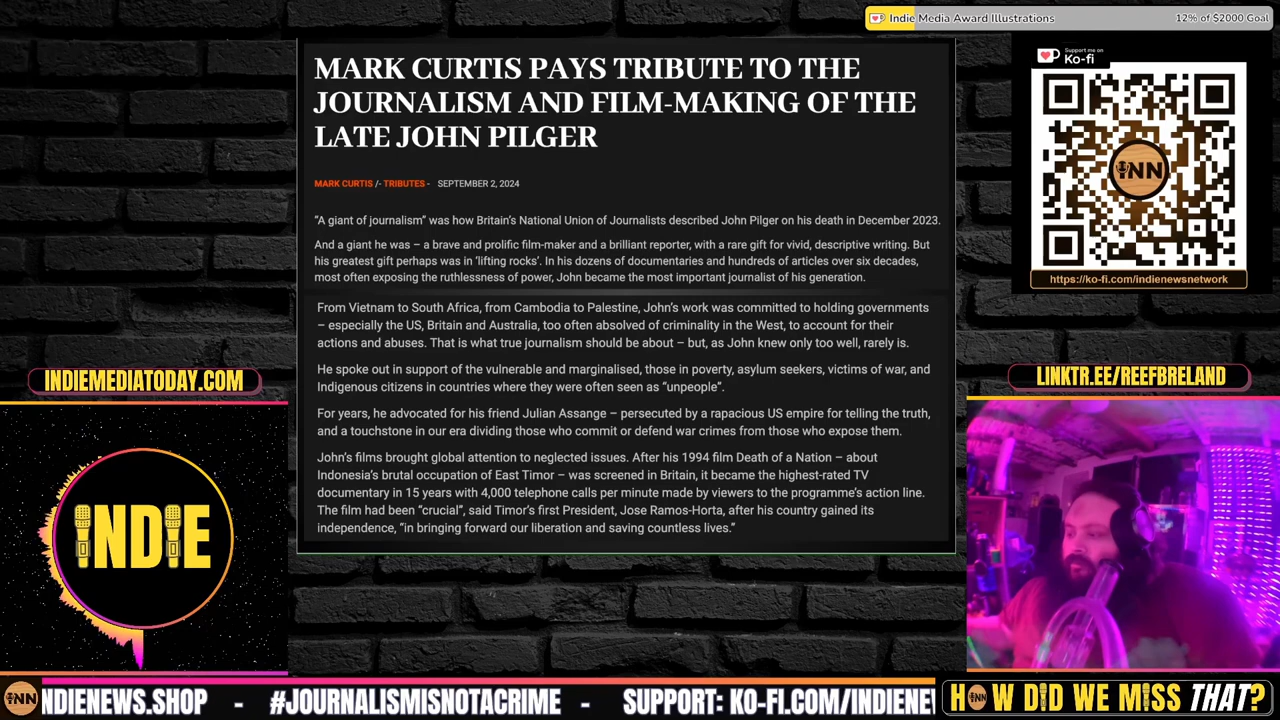 Indie Media Award Illustrations
12% of $2000 Goal
MARK CURTIS PAYS TRIBUTE TO THE
JOURNALISM AND FILM-MAKING OF THE
LATE JOHN PILGER
MARK CURTIS /- TRIBUTES - SEPTEMBER 2, 2024
“A giant of journalism” was how Britain’s National Union of Journalists described John Pilger on his death in December 2023.
And a giant he was – a brave and prolific film-maker and a brilliant reporter, with a rare gift for vivid, descriptive writing. But
his greatest gift perhaps was in ‘lifting rocks’. In his dozens of documentaries and hundreds of articles over six decades,
most often exposing the ruthlessness of power, John became the most important journalist of his generation.
From Vietnam to South Africa, from Cambodia to Palestine, John’s work was committed to holding governments
– especially the US, Britain and Australia, too often absolved of criminality in the West, to account for their
actions and abuses. That is what true journalism should be about – but, as John knew only too well, rarely is.
He spoke out in support of the vulnerable and marginalised, those in poverty, asylum seekers, victims of war, and
Indigenous citizens in countries where they were often seen as “unpeople”.
For years, he advocated for his friend Julian Assange – persecuted by a rapacious US empire for telling the truth,
and a touchstone in our era dividing those who commit or defend war crimes from those who expose them.
John’s films brought global attention to neglected issues. After his 1994 film Death of a Nation – about
Indonesia’s brutal occupation of East Timor – was screened in Britain, it became the highest-rated TV
documentary in 15 years with 4,000 telephone calls per minute made by viewers to the programme’s action line.
The film had been “crucial”, said Timor’s first President, Jose Ramos-Horta, after his country gained its
independence, “in bringing forward our liberation and saving countless lives.”
Support me on
Ko-fi
INN
https://ko-fi.com/indienewsnetwork
INDIEMEDIATODAY.COM
LINKTR.EE/REEFBRELAND
INDIE
INN
NDIENEWS.SHOP - #JOURNALISMISNOTACRIME - SUPPORT: KO-FI.COM/INDIENE
HOW DID WE MISS THAT?